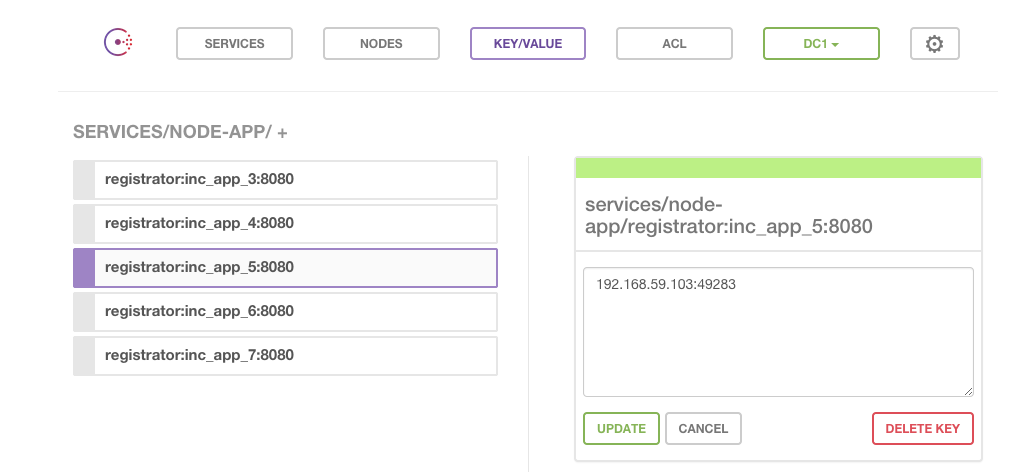 SERVICES
NODES
KEY/VALUE
ACL
DC1
SERVICES/NODE-APP/ +
registrator:inc_app_3:8080
registrator:inc_app_4:8080
registrator:inc_app_5:8080
registrator:inc_app_6:8080
registrator:inc_app_7:8080
services/node-
app/registrator:inc_app_5:8080
192.168.59.103:49283
UPDATE
CANCEL
DELETE KEY